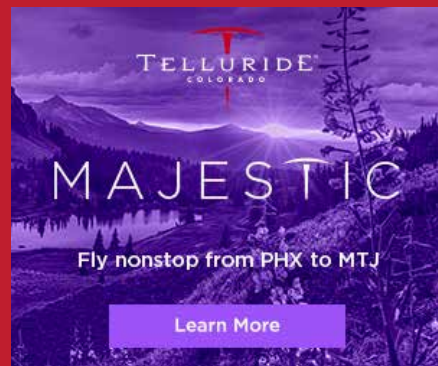 TELLURIDE
COLORADO
MAJESTIC
Fly nonstop from PHX to MTJ
Learn More